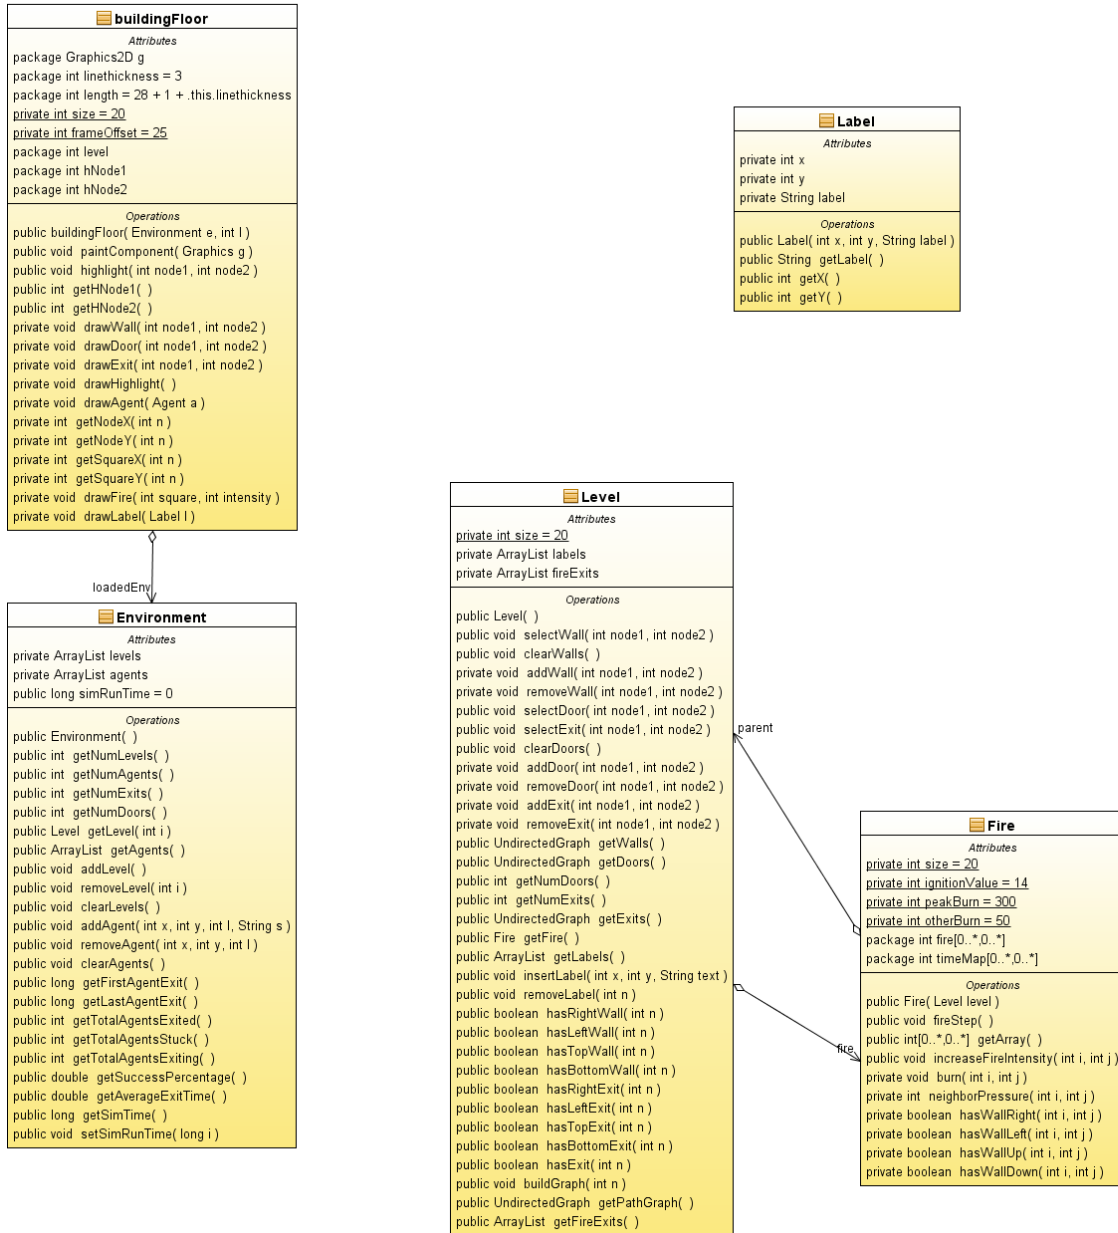 buildingFloor
Attributes
package Graphics2D g
package int linethickness = 3
package int length = 28 + 1 + .this.linethickness
private int size = 20
private int frameOffset = 25
package int level
package int hNode1
package int hNode2
Operations
public buildingFloor( Environment e, int l )
public void paintComponent( Graphics g )
public void highlight( int node1, int node2 )
public int getHNode1( )
public int getHNode2( )
private void drawWall( int node1, int node2 )
private void drawDoor( int node1, int node2 )
private void drawExit( int node1, int node2 )
private void drawHighlight( )
private void drawAgent( Agent a )
private int getNodeX( int n )
private int getNodeY( int n )
private int getSquareX( int n )
private int getSquareY( int n )
private void drawFire( int square, int intensity )
private void drawLabel( Label l )
loadedEnv
Environment
Attributes
private ArrayList levels
private ArrayList agents
public long simRunTime = 0
Operations
public Environment( )
public int getNumLevels( )
public int getNumAgents( )
public int getNumExits( )
public int getNumDoors( )
public Level getLevel( int i )
public ArrayList getAgents( )
public void addLevel( )
public void removeLevel( int i )
public void clearLevels( )
public void addAgent( int x, int y, int l, String s )
public void removeAgent( int x, int y, int l )
public void clearAgents( )
public long getFirstAgentExit( )
public long getLastAgentExit( )
public int getTotalAgentsExited( )
public int getTotalAgentsStuck( )
public int getTotalAgentsExiting( )
public double getSuccessPercentage( )
public double getAverageExitTime( )
public long getSimTime( )
public void setSimRunTime( long i )
Label
Attributes
private int x
private int y
private String label
Operations
public Label( int x, int y, String label )
public String getLabel( )
public int getX( )
public int getY( )
Level
Attributes
private int size = 20
private ArrayList labels
private ArrayList fireExits
Operations
public Level( )
public void selectWall( int node1, int node2 )
public void clearWalls( )
private void addWall( int node1, int node2 )
private void removeWall( int node1, int node2 )
public void selectDoor( int node1, int node2 )
public void selectExit( int node1, int node2 )
public void clearDoors( )
private void addDoor( int node1, int node2 )
private void removeDoor( int node1, int node2 )
private void addExit( int node1, int node2 )
private void removeExit( int node1, int node2 )
public UndirectedGraph getWalls( )
public UndirectedGraph getDoors( )
public int getNumDoors( )
public int getNumExits( )
public UndirectedGraph getExits( )
public Fire getFire( )
public ArrayList getLabels( )
public void insertLabel( int x, int y, String text )
public void removeLabel( int n )
public boolean hasRightWall( int n )
public boolean hasLeftWall( int n )
public boolean hasTopWall( int n )
public boolean hasBottomWall( int n )
public boolean hasRightExit( int n )
public boolean hasLeftExit( int n )
public boolean hasTopExit( int n )
public boolean hasBottomExit( int n )
public boolean hasExit( int n )
public void buildGraph( int n )
public UndirectedGraph getPathGraph( )
public ArrayList getFireExits( )
parent
fire
Fire
Attributes
private int size = 20
private int ignitionValue = 14
private int peakBurn = 300
private int otherBurn = 50
package int fire[0..*,0..*]
package int timeMap[0..*,0..*]
Operations
public Fire( Level level )
public void fireStep( )
public int[0..*,0..*] getArray( )
public void increaseFireIntensity( int i, int j )
private void burn( int i, int j )
private int neighborPressure( int i, int j )
private boolean hasWallRight( int i, int j )
private boolean hasWallLeft( int i, int j )
private boolean hasWallUp( int i, int j )
private boolean hasWallDown( int i, int j )